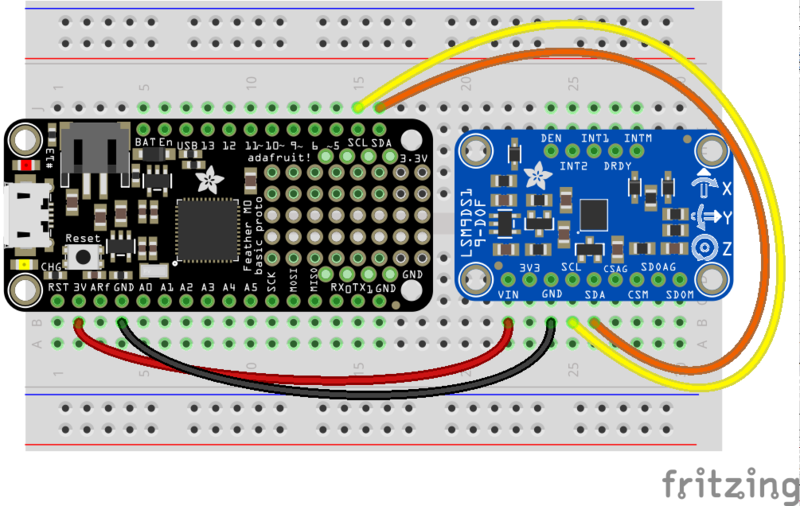 1 5 10 15 20 25 30
J
BAT En USB 13 12 11~ 10~ 9~ 6 ~5 SCL SDA
#13
adafruit!
3.3V
Feather M0
basic proto
Reset
CHG
SCK MOSI MISO
GND
RST 3V ARf GND A0 A1 A2 A3 A4 A5 RX0 TX1 GND
DEN INT1 INTM
INT2 DRDY
LSM9DS1
9-DOF
X
Y
Z
3V3 SCL CSAG SDOAG
VIN GND SDA CSM SDOM
B B
A A
1 5 10 15 20 25 30
fritzing